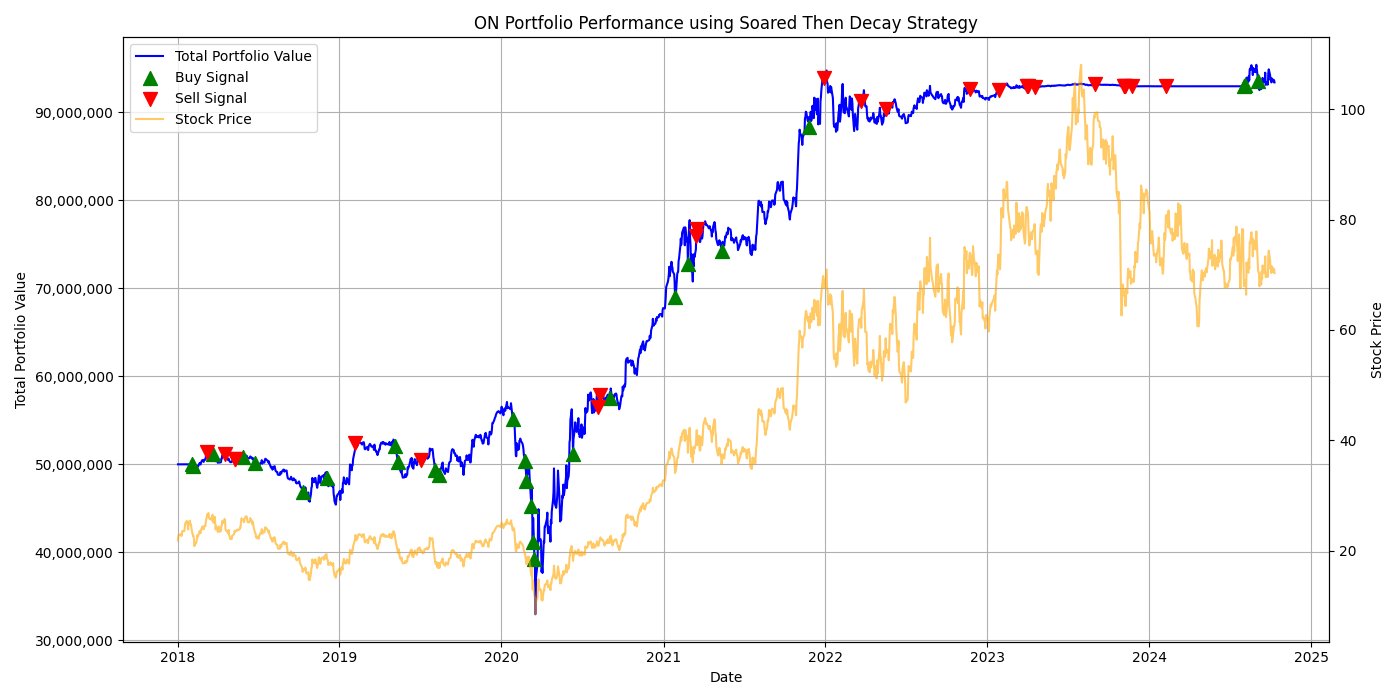 ON Portfolio Performance using Soared Then Decay Strategy
Total Portfolio Value
Buy Signal
Sell Signal
Stock Price
90,000,000
80,000,000
70,000,000
60,000,000
50,000,000
40,000,000
30,000,000
Total Portfolio Value
100
80
60
40
20
Stock Price
2018 2019 2020 2021 2022 2023 2024 2025
Date